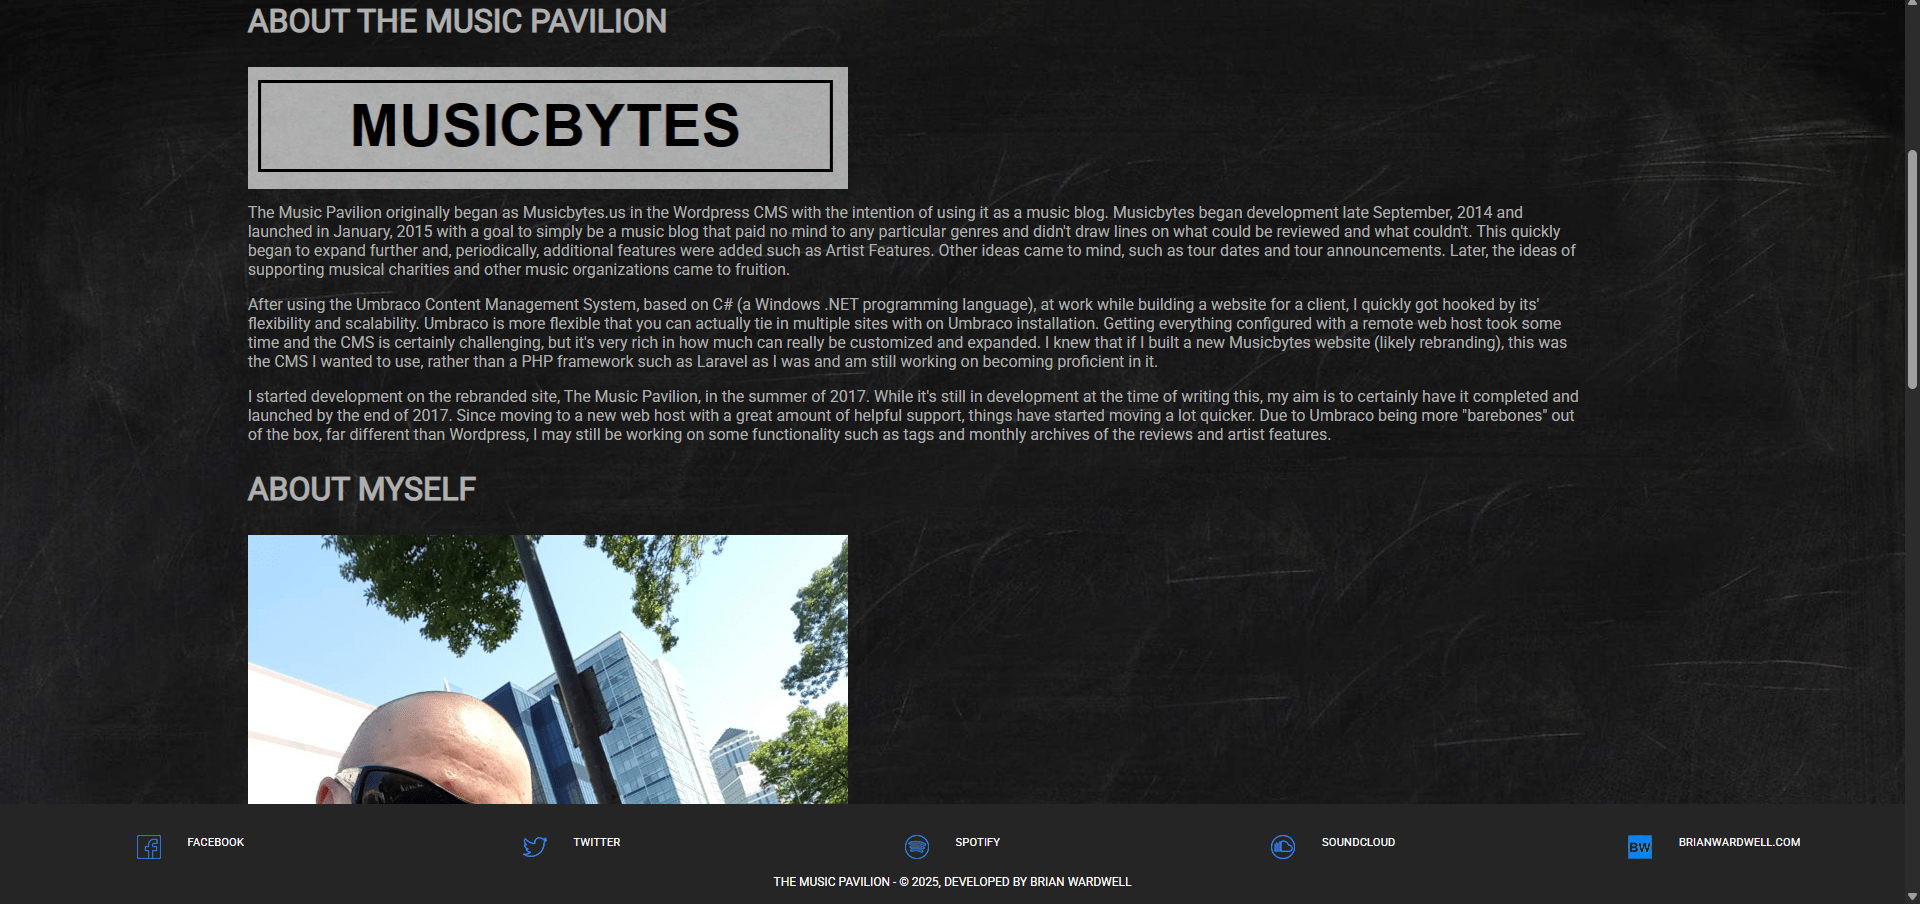 ABOUT THE MUSIC PAVILION
MUSICBYTES
The Music Pavilion originally began as Musicbytes.us in the Wordpress CMS with the intention of using it as a music blog. Musicbytes began development late September, 2014 and
launched in January, 2015 with a goal to simply be a music blog that paid no mind to any particular genres and didn't draw lines on what could be reviewed and what couldn't. This quickly
began to expand further and, periodically, additional features were added such as Artist Features. Other ideas came to mind, such as tour dates and tour announcements. Later, the ideas of
supporting musical charities and other music organizations came to fruition.
After using the Umbraco Content Management System, based on C# (a Windows .NET programming language), at work while building a website for a client, I quickly got hooked by its'
flexibility and scalability. Umbraco is more flexible that you can actually tie in multiple sites with on Umbraco installation. Getting everything configured with a remote web host took some
time and the CMS is certainly challenging, but it's very rich in how much can really be customized and expanded. I knew that if I built a new Musicbytes website (likely rebranding), this was
the CMS I wanted to use, rather than a PHP framework such as Laravel as I was and am still working on becoming proficient in it.
I started development on the rebranded site, The Music Pavilion, in the summer of 2017. While it's still in development at the time of writing this, my aim is to certainly have it completed and
launched by the end of 2017. Since moving to a new web host with a great amount of helpful support, things have started moving a lot quicker. Due to Umbraco being more "barebones" out
of the box, far different than Wordpress, I may still be working on some functionality such as tags and monthly archives of the reviews and artist features.
ABOUT MYSELF
FACEBOOK
TWITTER
SPOTIFY
SOUNDCLOUD
BW
BRIANWARDWELL.COM
THE MUSIC PAVILION - © 2025, DEVELOPED BY BRIAN WARDWELL